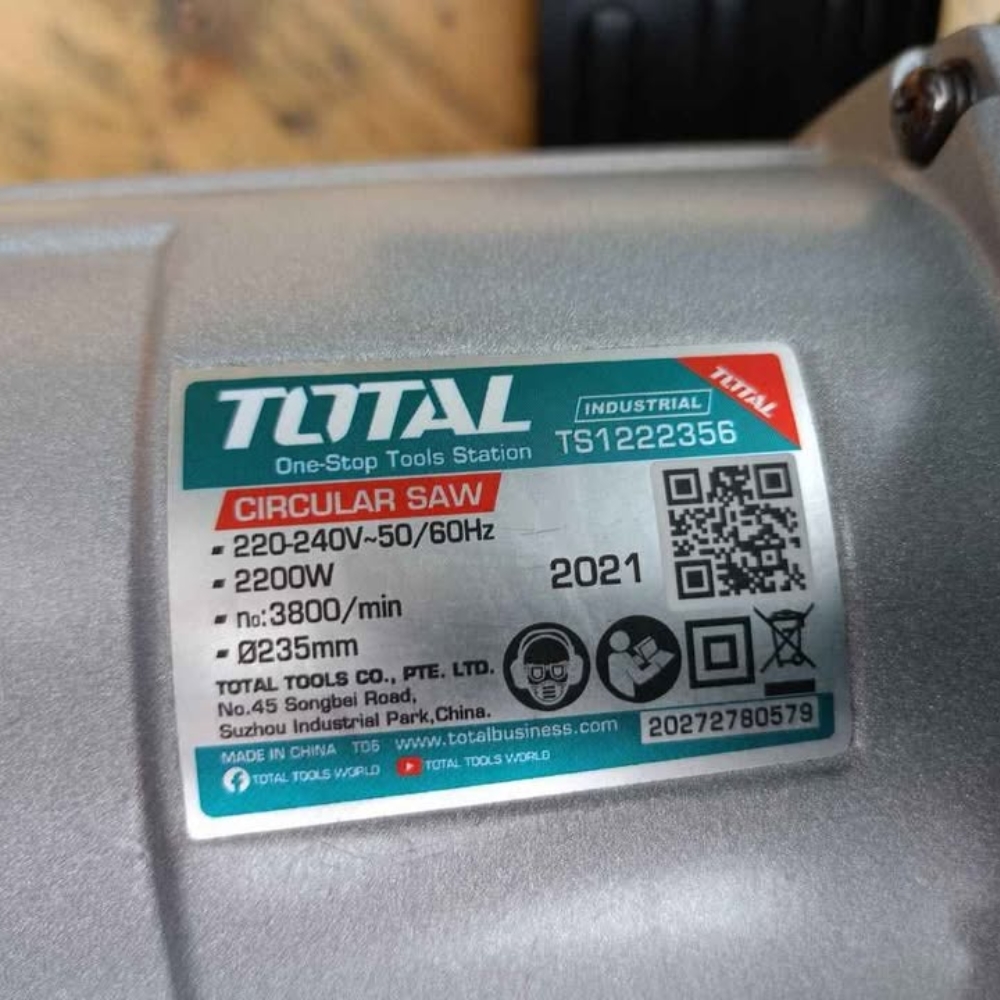 TOTAL
One-Stop Tools Station
INDUSTRIAL
TS1222356
TOTAL
CIRCULAR SAW
▪ 220-240V~50/60Hz
▪ 2200W
▪ n₀:3800/min
▪ Ø235mm
2021
TOTAL TOOLS CO., PTE. LTD.
No.45 Songbei Road,
Suzhou Industrial Park,China.
MADE IN CHINA TD6 www.totalbusiness.com
20272780579
TOTAL TOOLS WORLD TOTAL TOOLS WORLD